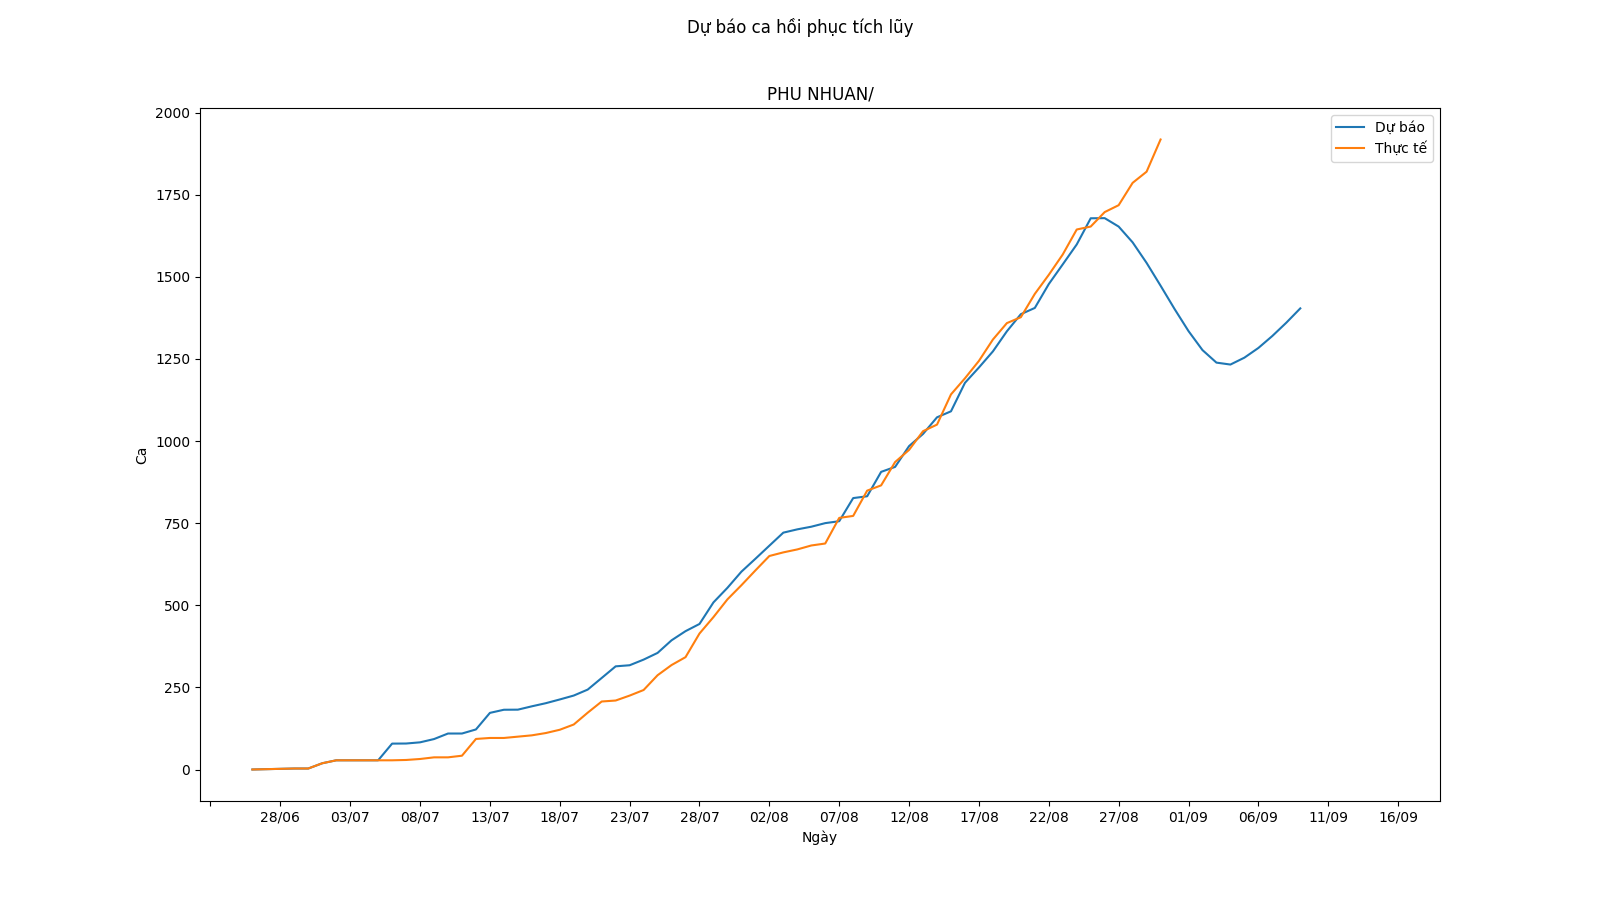 Dự báo ca hồi phục tích lũy
PHU NHUAN/
Dự báo
Thực tế
2000
1750
1500
1250
1000
750
500
250
0
Ca
28/06 03/07 08/07 13/07 18/07 23/07 28/07 02/08 07/08 12/08 17/08 22/08 27/08 01/09 06/09 11/09 16/09
Ngày